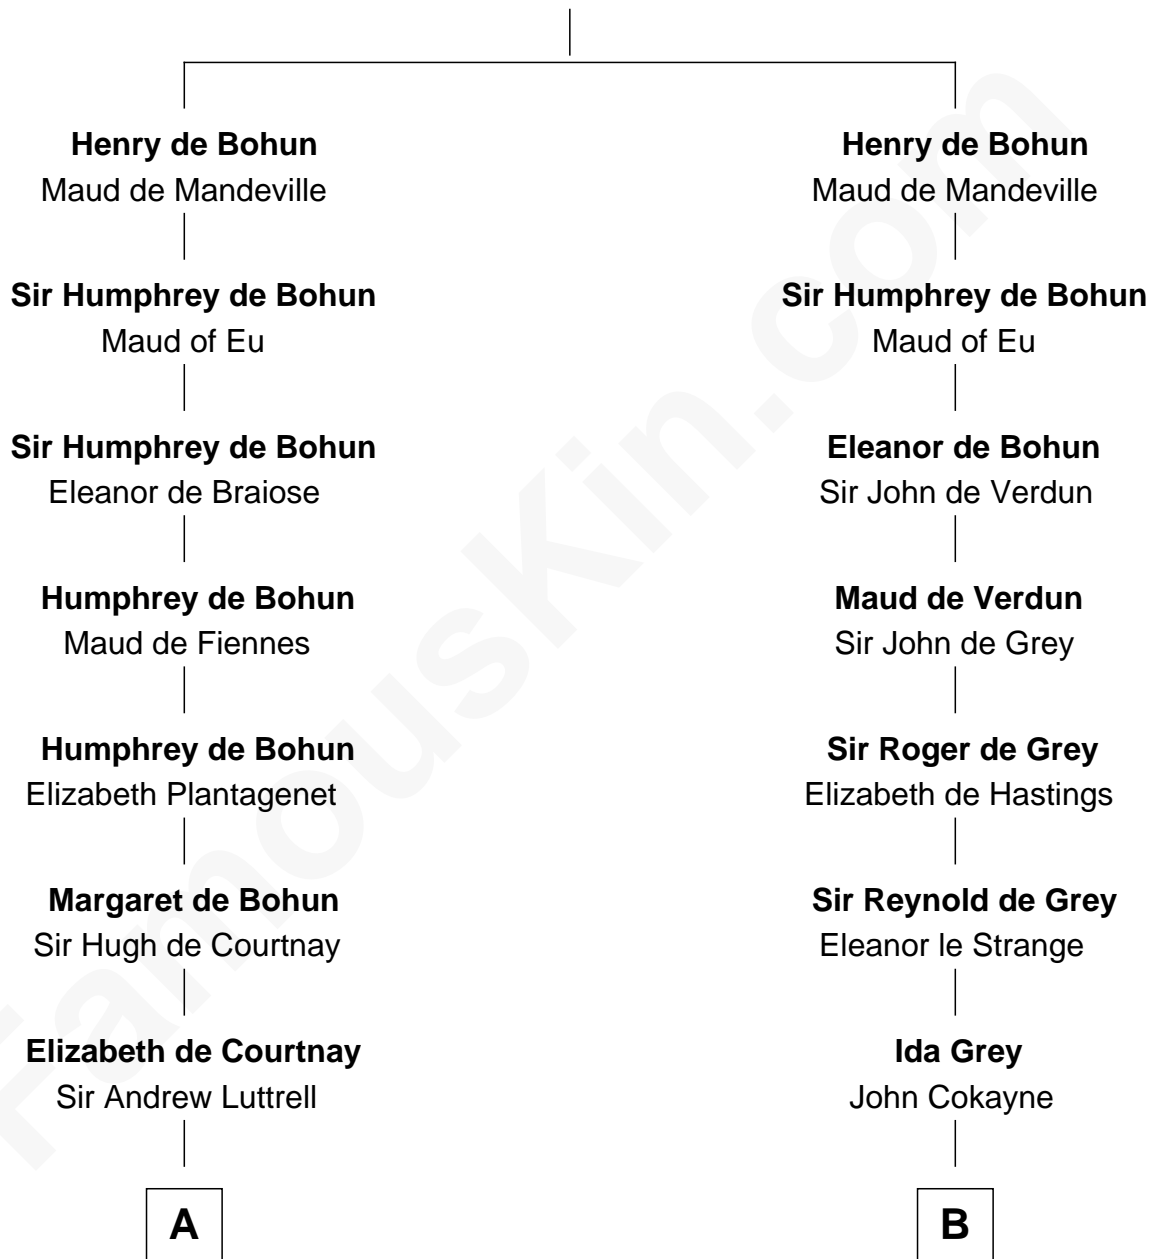 Henry de Bohun
Maud de Mandeville
Sir Humphrey de Bohun
Maud of Eu
Sir Humphrey de Bohun
Eleanor de Braiose
Humphrey de Bohun
Maud de Fiennes
Humphrey de Bohun
Elizabeth Plantagenet
Margaret de Bohun
Sir Hugh de Courtnay
Elizabeth de Courtnay
Sir Andrew Luttrell
A
Henry de Bohun
Maud de Mandeville
Sir Humphrey de Bohun
Maud of Eu
Eleanor de Bohun
Sir John de Verdun
Maud de Verdun
Sir John de Grey
Sir Roger de Grey
Elizabeth de Hastings
Sir Reynold de Grey
Eleanor le Strange
Ida Grey
John Cokayne
B
FamousKin.com